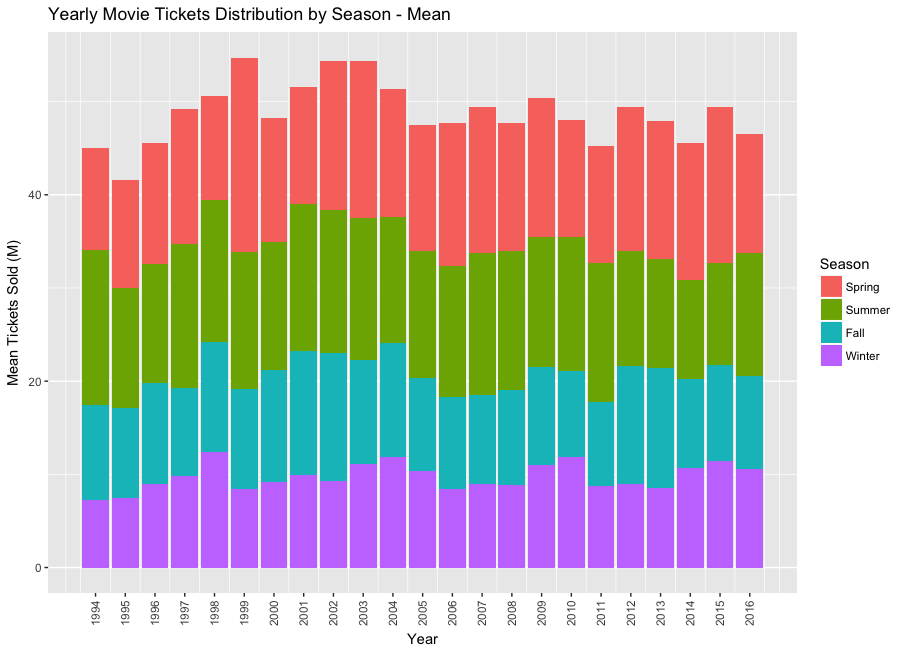 Yearly Movie Tickets Distribution by Season - Mean
Mean Tickets Sold (M)
40
20
0
1994 1995 1996 1997 1998 1999 2000 2001 2002 2003 2004 2005 2006 2007 2008 2009 2010 2011 2012 2013 2014 2015 2016
Year
Season
Spring
Summer
Fall
Winter